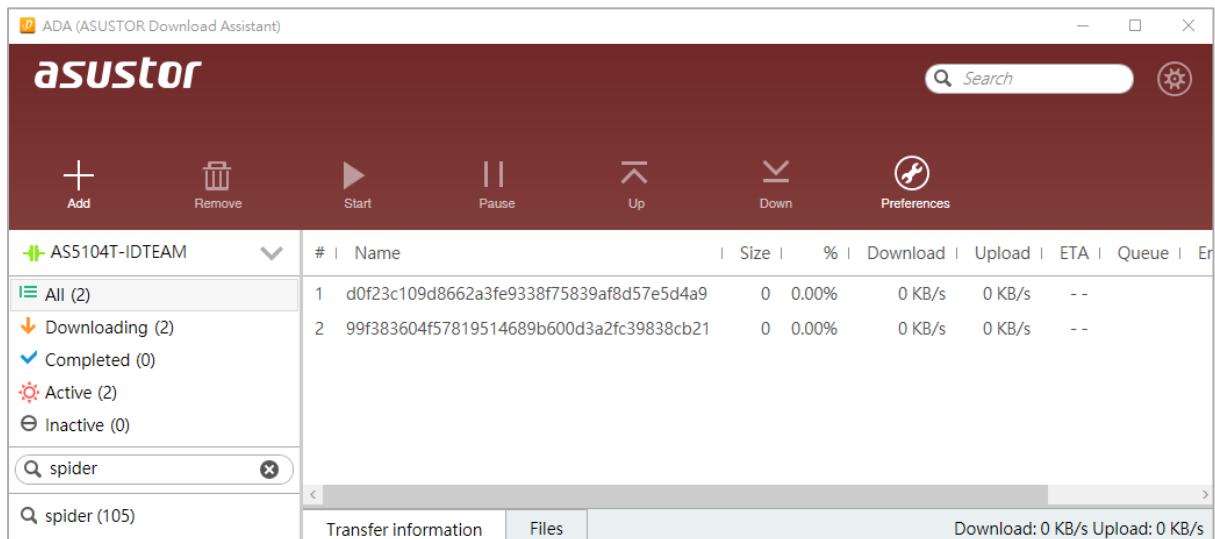 ADA (ASUSTOR Download Assistant)
asustor
Search
Add Remove Start Pause Up Down Preferences
AS5104T-IDTEAM
# Name Size % Download Upload ETA Queue Er
All (2)
1 d0f23c109d8662a3fe9338f75839af8d57e5d4a9 0 0.00% 0 KB/s 0 KB/s - -
Downloading (2)
2 99f383604f57819514689b600d3a2fc39838cb21 0 0.00% 0 KB/s 0 KB/s - -
Completed (0)
Active (2)
Inactive (0)
spider
spider (105)
Transfer information Files Download: 0 KB/s Upload: 0 KB/s